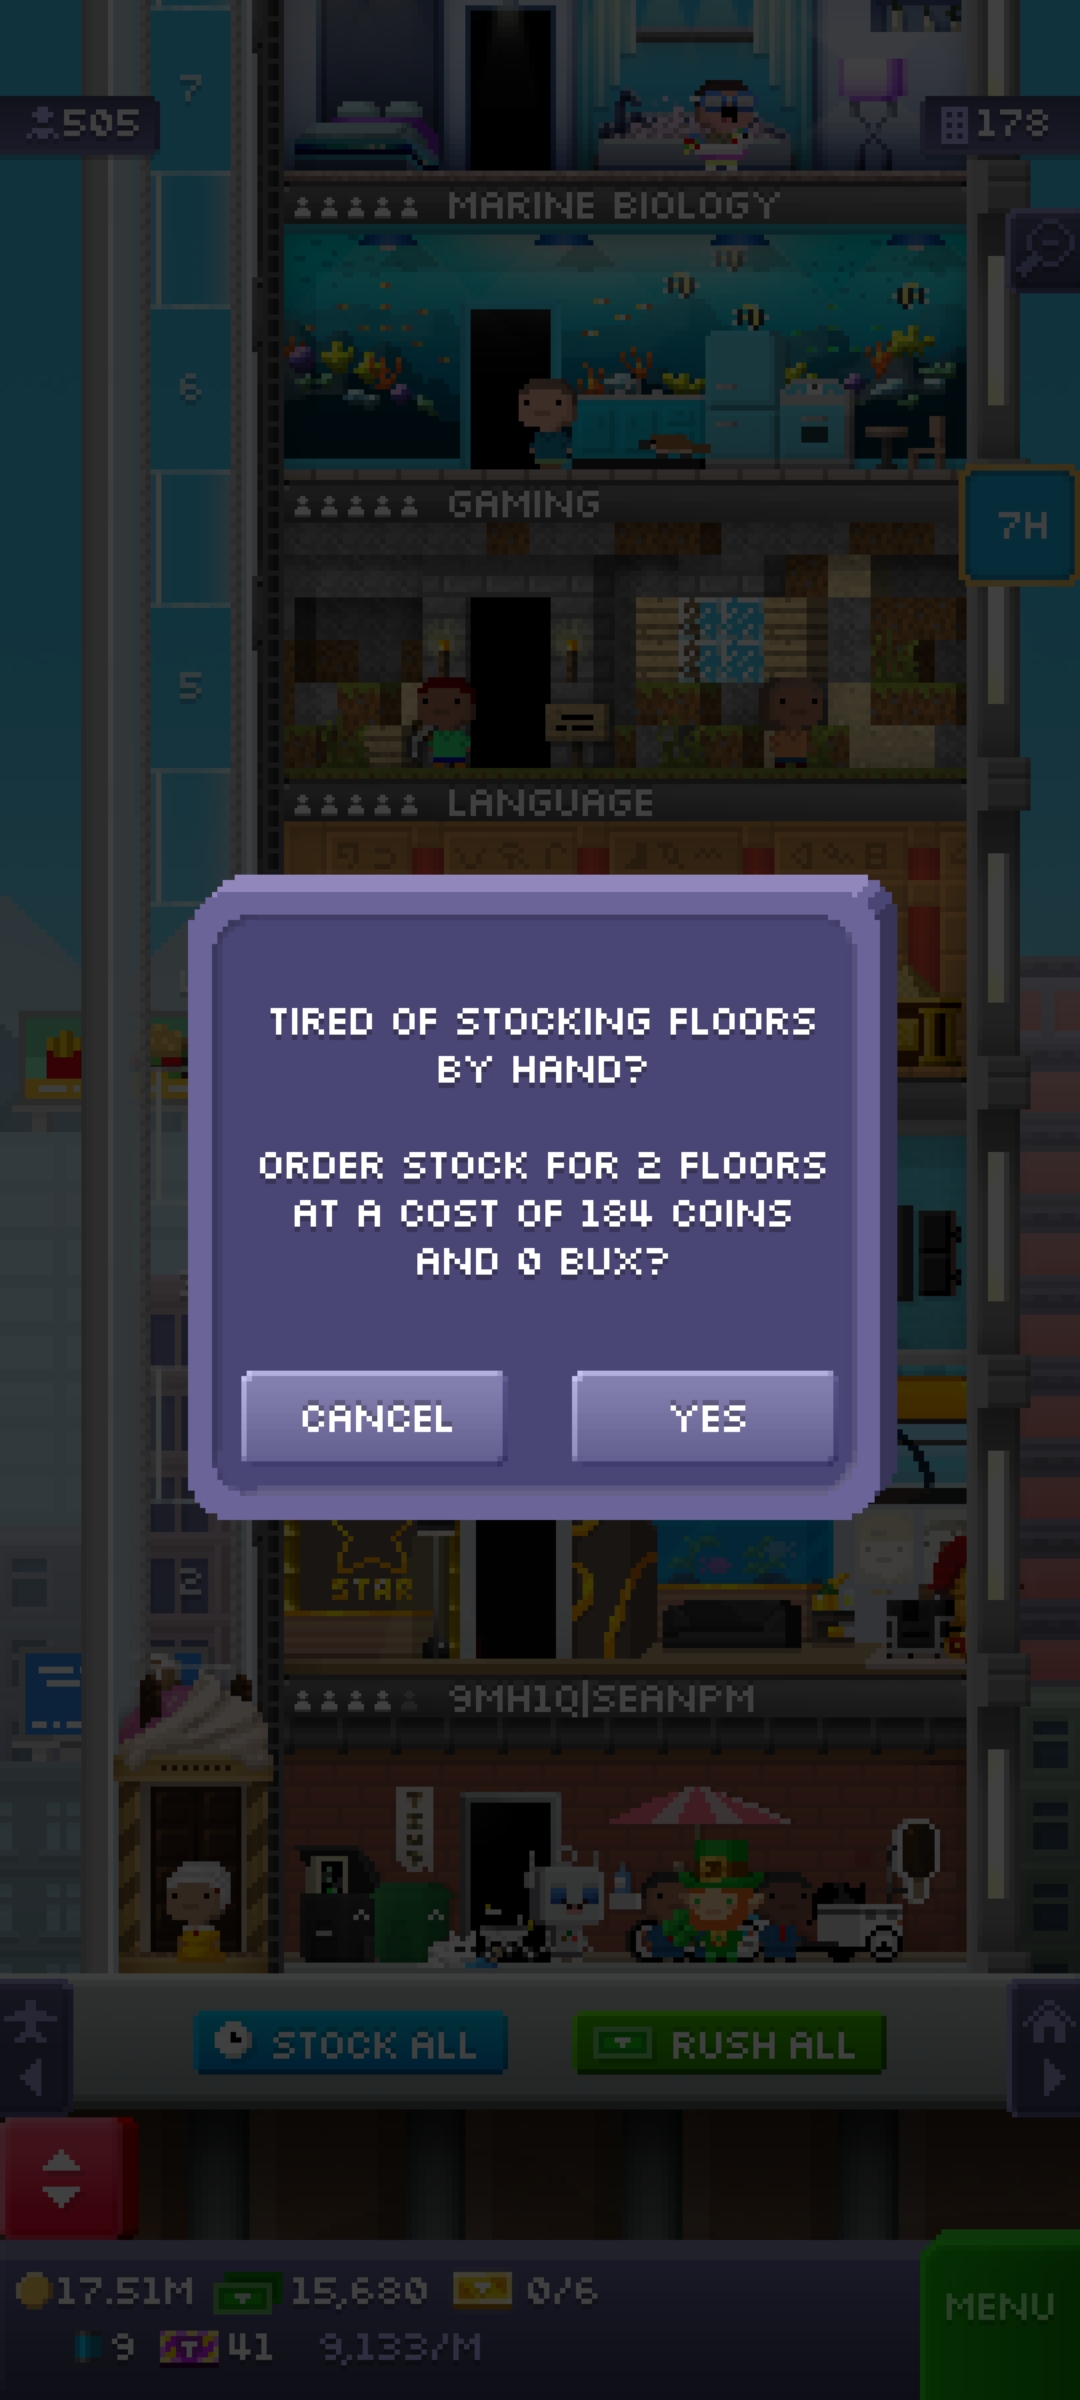 7
505
178
MARINE BIOLOGY
6
GAMING
7H
5
LANGUAGE
TIRED OF STOCKING FLOORS
BY HAND?
ORDER STOCK FOR 2 FLOORS
AT A COST OF 184 COINS
AND 0 BUX?
CANCEL
YES
STAR
2
9MH1Q|SEANPM
STOCK ALL
RUSH ALL
17.51M
15,680
0/6
MENU
9
T
41
9,133/M